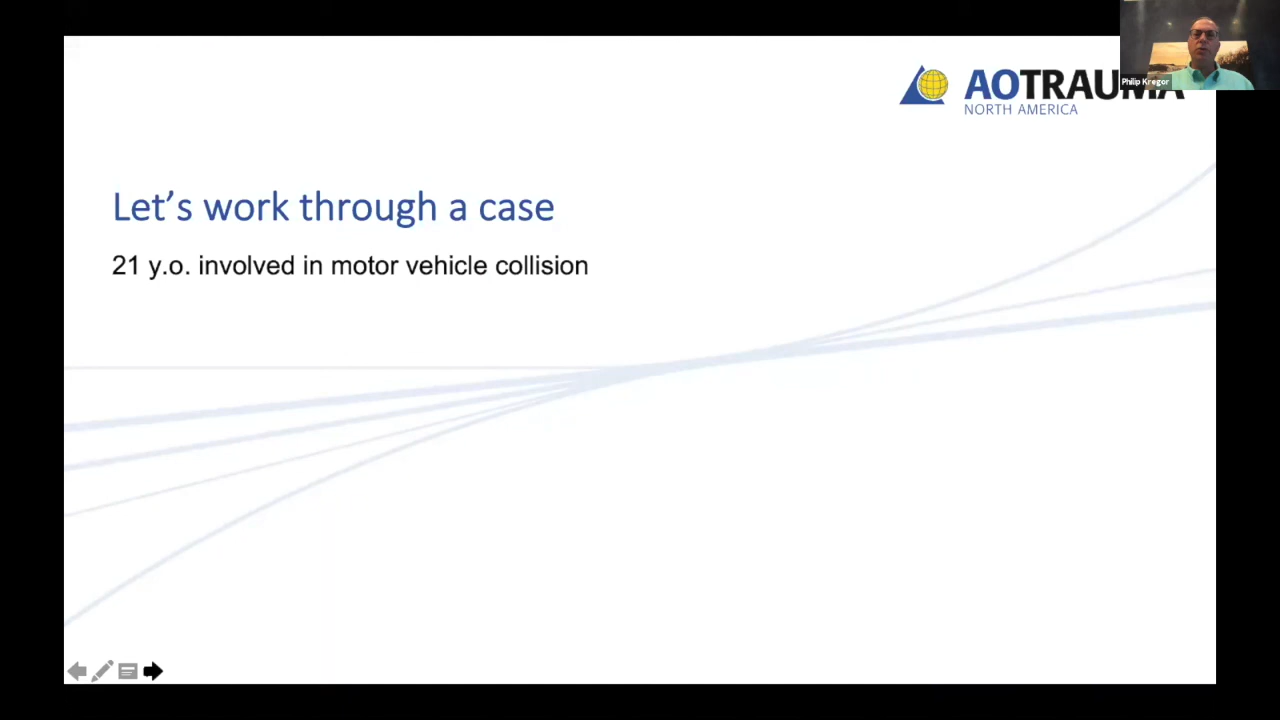 AOTRAUMA
NORTH AMERICA
Philip Kregor
Let's work through a case
21 y.o. involved in motor vehicle collision